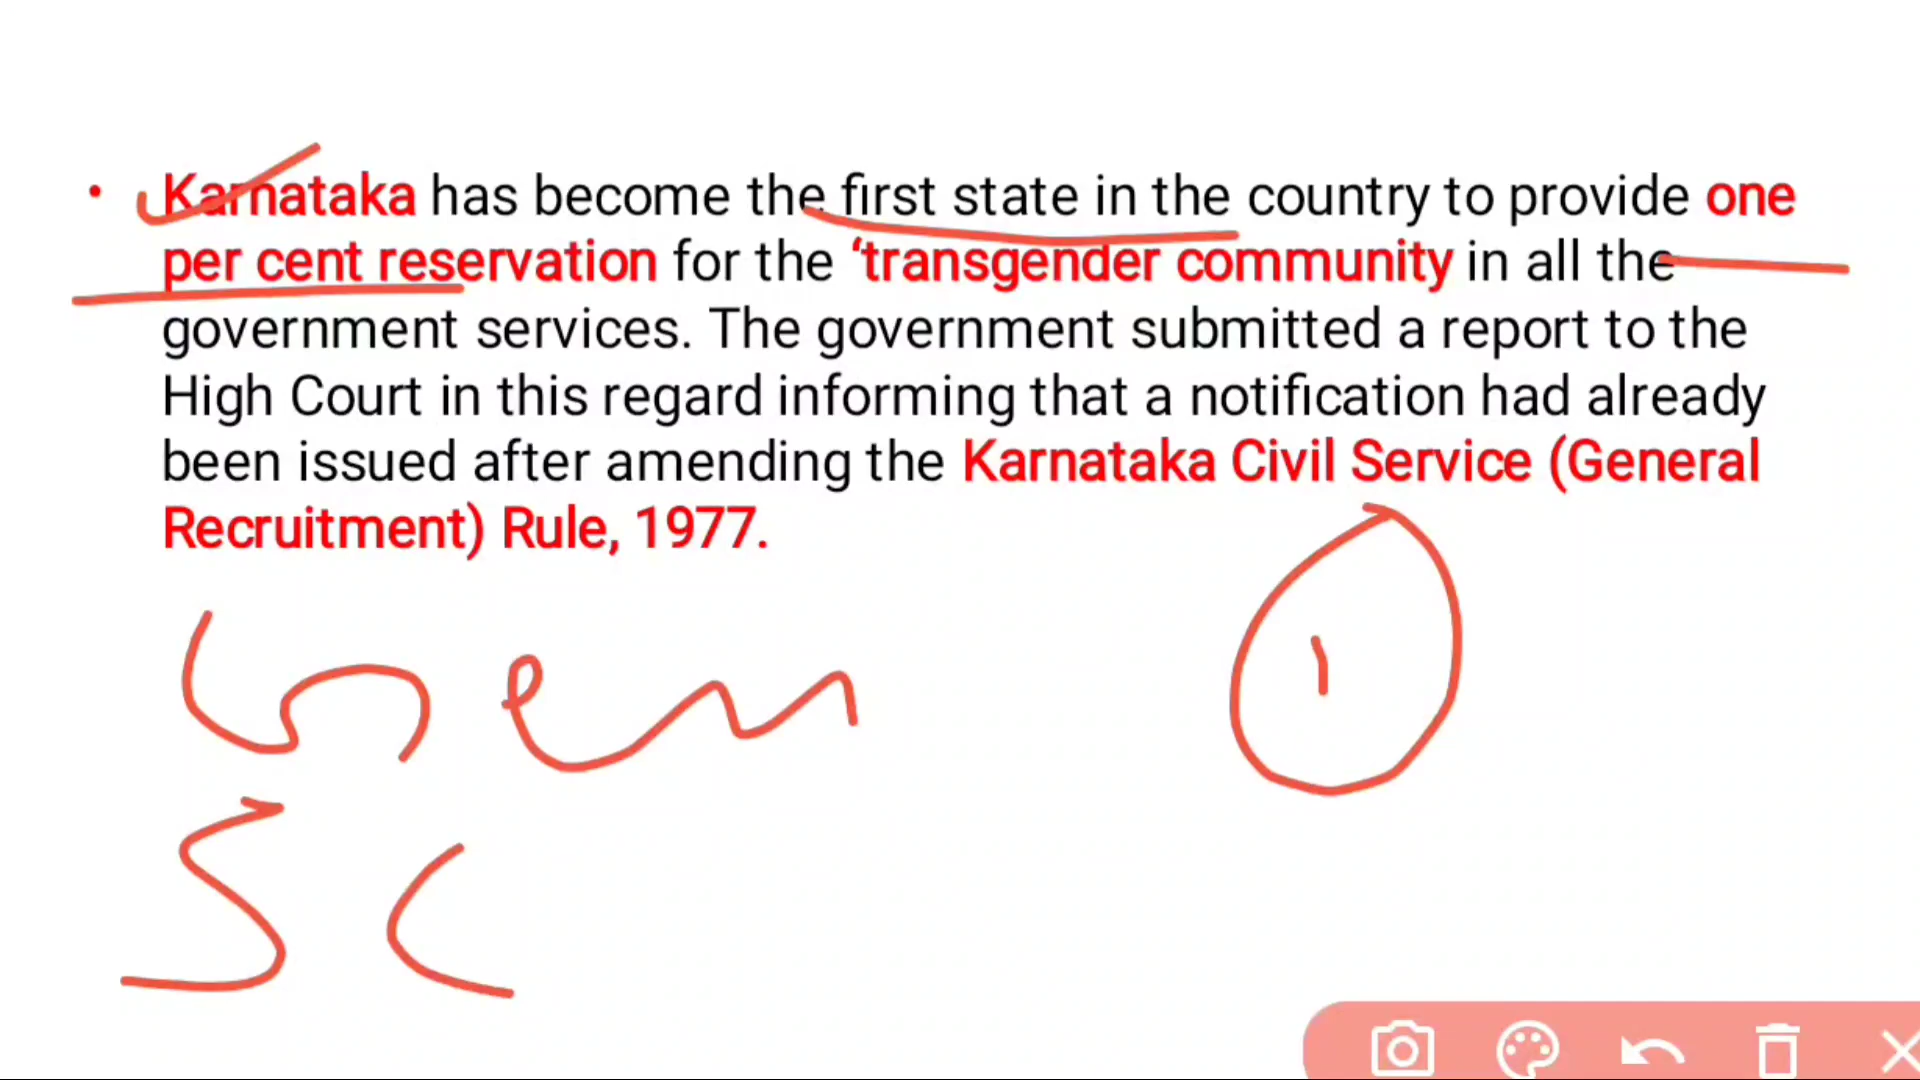 • Karnataka has become the first state in the country to provide one
per cent reservation for the ‘transgender community in all the
government services. The government submitted a report to the
High Court in this regard informing that a notification had already
been issued after amending the Karnataka Civil Service (General
Recruitment) Rule, 1977.
Gen
1
SC